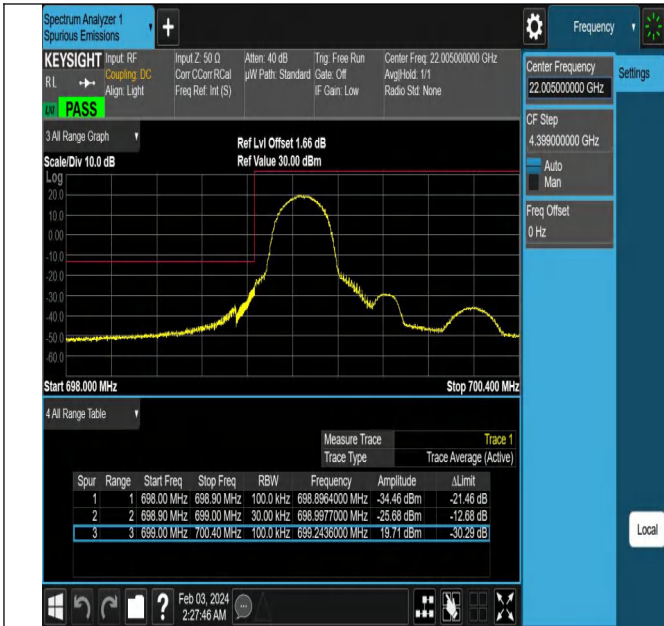 Spectrum Analyzer 1
Spurious Emissions
Frequency
KEYSIGHT Input: RF Input Z: 50 Ω Atten: 40 dB Trig: Free Run Center Freq: 22.005000000 GHz
RL Coupling: DC Corr CCorr RCal µW Path: Standard Gate: Off Avg|Hold: 1/1
Align: Light Freq Ref: Int (S) IF Gain: Low Radio Std: None
LNI PASS
Center Frequency
22.005000000 GHz
Settings
CF Step
4.399000000 GHz
Auto
Man
Freq Offset
0 Hz
3 All Range Graph
Ref Lvl Offset 1.66 dB
Scale/Div 10.0 dB Ref Value 30.00 dBm
Log
20.0
10.0
0.00
-10.0
-20.0
-30.0
-40.0
-50.0
-60.0
Start 698.000 MHz Stop 700.400 MHz
4 All Range Table
Measure Trace Trace 1
Trace Type Trace Average (Active)
Spur Range Start Freq Stop Freq RBW Frequency Amplitude ΔLimit
1 1 698.00 MHz 698.90 MHz 100.0 kHz 698.8964000 MHz -34.46 dBm -21.46 dB
2 2 698.90 MHz 699.00 MHz 30.00 kHz 698.9977000 MHz -25.68 dBm -12.68 dB
3 3 699.00 MHz 700.40 MHz 100.0 kHz 699.2436000 MHz 19.71 dBm -30.29 dB
Local
Feb 03, 2024
2:27:46 AM